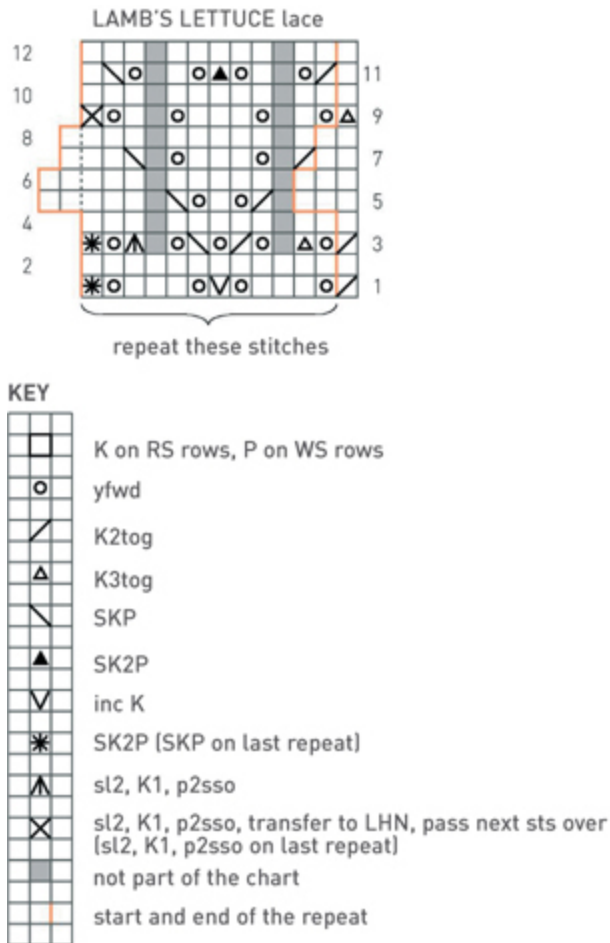 LAMB'S LETTUCE lace
12
11
10
9
8
7
6
5
4
3
2
1
repeat these stitches
KEY
K on RS rows, P on WS rows
yfwd
K2tog
K3tog
SKP
SK2P
inc K
SK2P (SKP on last repeat)
sl2, K1, p2sso
sl2, K1, p2sso, transfer to LHN, pass next sts over
(sl2, K1, p2sso on last repeat)
not part of the chart
start and end of the repeat